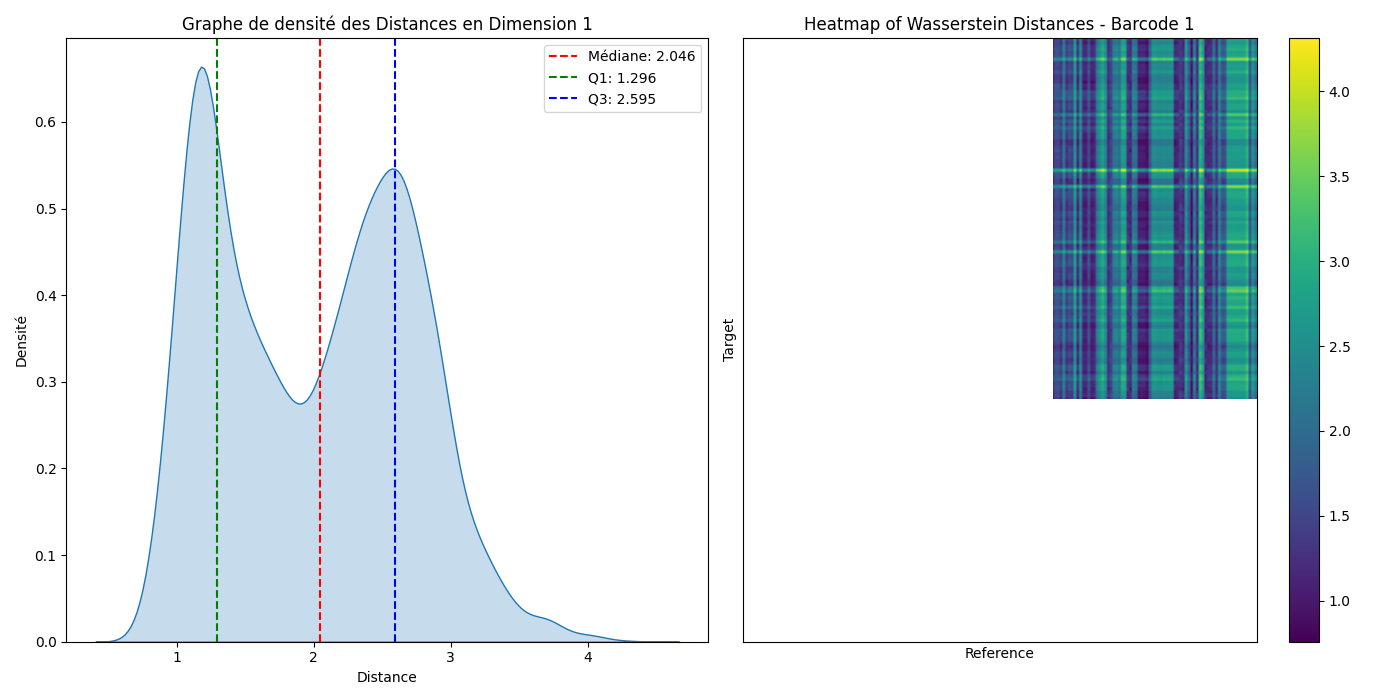 Graphe de densité des Distances en Dimension 1
Médiane: 2.046
Q1: 1.296
Q3: 2.595
Densité
0.6
0.5
0.4
0.3
0.2
0.1
0.0
1 2 3 4
Distance
Heatmap of Wasserstein Distances - Barcode 1
Target
Reference
4.0
3.5
3.0
2.5
2.0
1.5
1.0